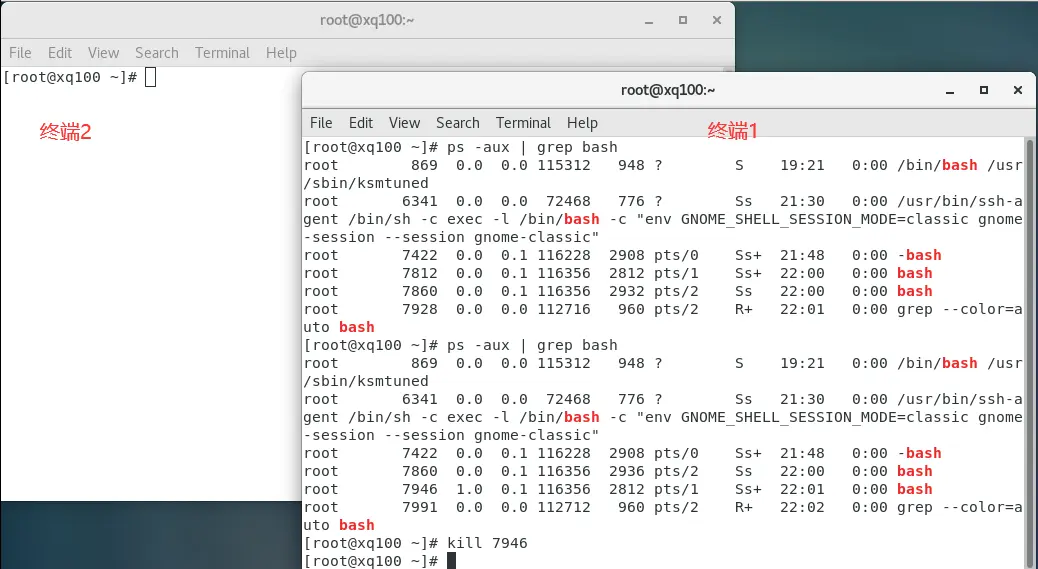 root@xq100:~
File Edit View Search Terminal Help
[root@xq100 ~]#
终端2
root@xq100:~
File Edit View Search Terminal Help
终端1
[root@xq100 ~]# ps -aux | grep bash
root       869  0.0  0.0 115312   948 ?        S    19:21   0:00 /bin/bash /usr
/sbin/ksmtuned
root      6341  0.0  0.0  72468   776 ?        Ss   21:30   0:00 /usr/bin/ssh-a
gent /bin/sh -c exec -l /bin/bash -c "env GNOME_SHELL_SESSION_MODE=classic gnome
-session --session gnome-classic"
root      7422  0.0  0.1 116228  2908 pts/0    Ss+  21:48   0:00 -bash
root      7812  0.0  0.1 116356  2812 pts/1    Ss+  22:00   0:00 bash
root      7860  0.0  0.1 116356  2932 pts/2    Ss   22:00   0:00 bash
root      7928  0.0  0.0 112716   960 pts/2    R+   22:01   0:00 grep --color=a
uto bash
[root@xq100 ~]# ps -aux | grep bash
root       869  0.0  0.0 115312   948 ?        S    19:21   0:00 /bin/bash /usr
/sbin/ksmtuned
root      6341  0.0  0.0  72468   776 ?        Ss   21:30   0:00 /usr/bin/ssh-a
gent /bin/sh -c exec -l /bin/bash -c "env GNOME_SHELL_SESSION_MODE=classic gnome
-session --session gnome-classic"
root      7422  0.0  0.1 116228  2908 pts/0    Ss+  21:48   0:00 -bash
root      7860  0.0  0.1 116356  2936 pts/2    Ss   22:00   0:00 bash
root      7946  1.0  0.1 116356  2812 pts/1    Ss+  22:01   0:00 bash
root      7991  0.0  0.0 112712   960 pts/2    R+   22:02   0:00 grep --color=a
uto bash
[root@xq100 ~]# kill 7946
[root@xq100 ~]#